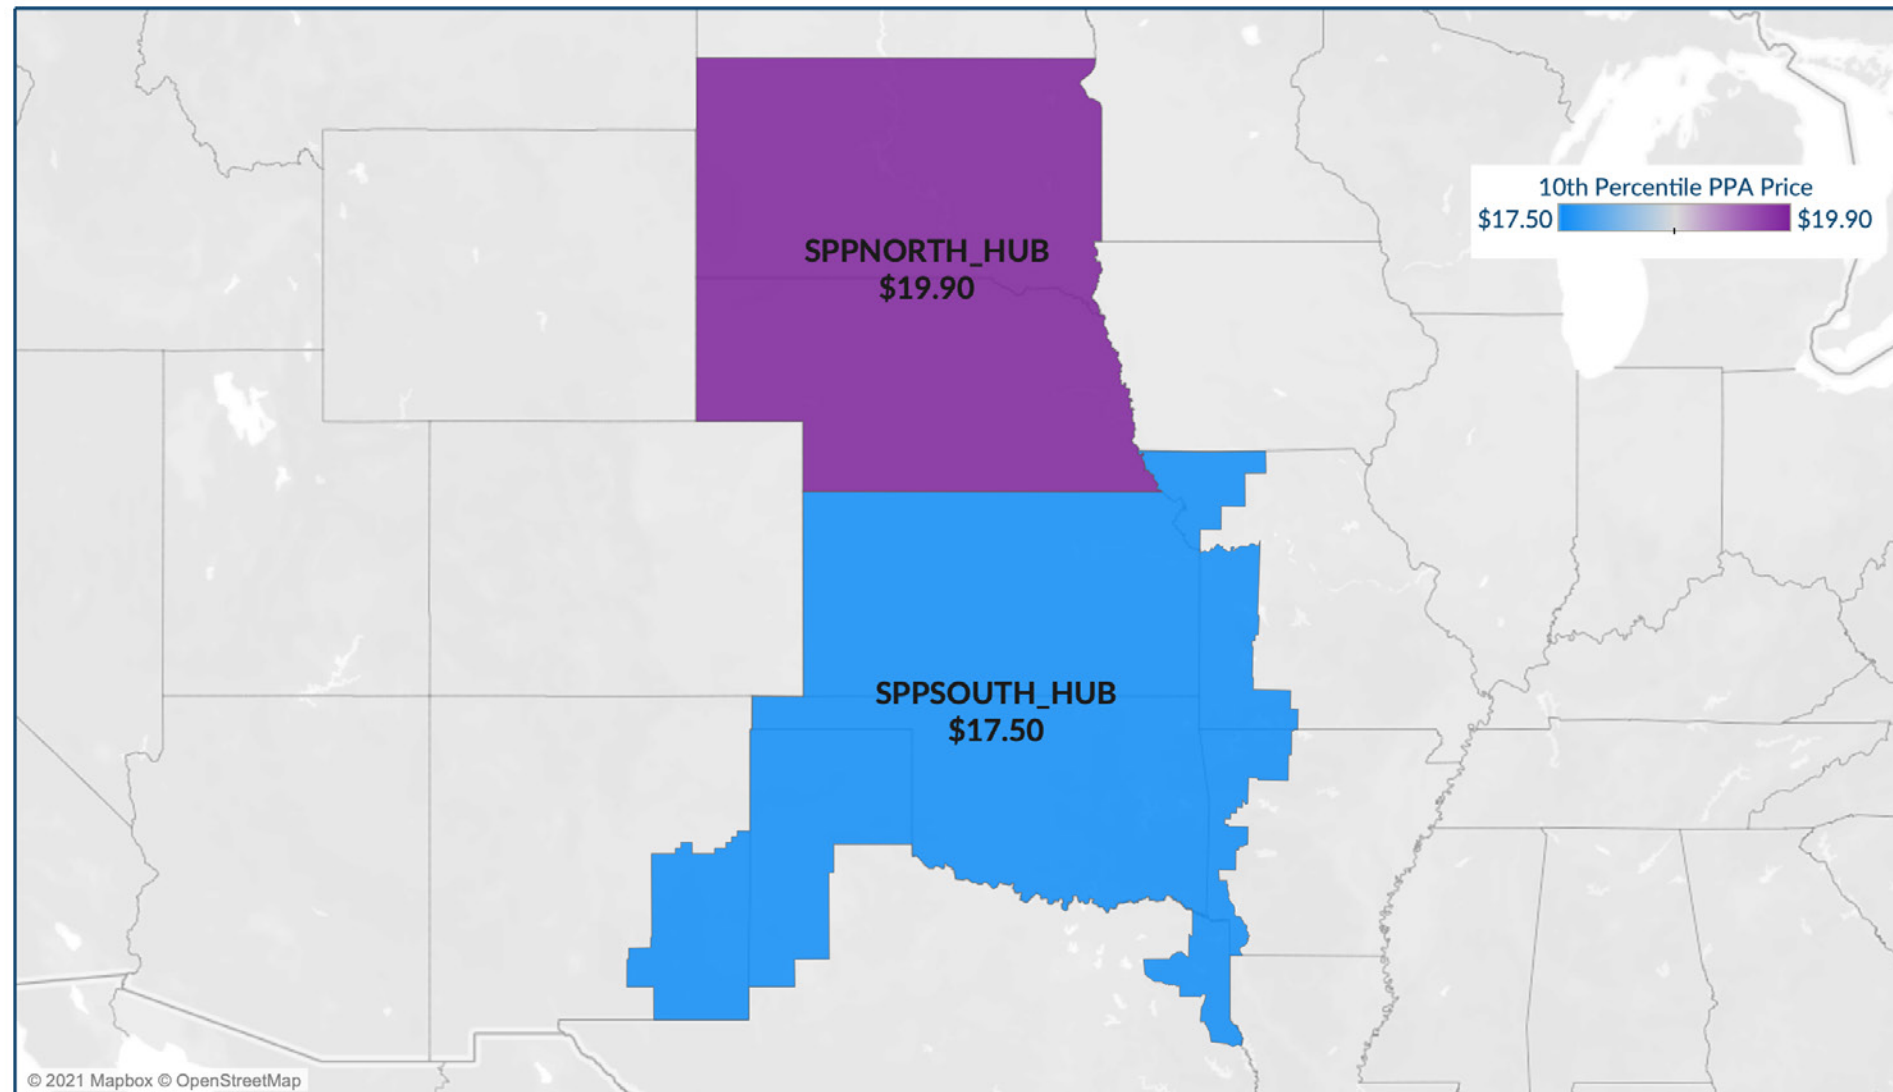 10th Percentile PPA Price
$17.50 $19.90
SPPNORTH_HUB
$19.90
SPPSOUTH_HUB
$17.50
© 2021 Mapbox © OpenStreetMap